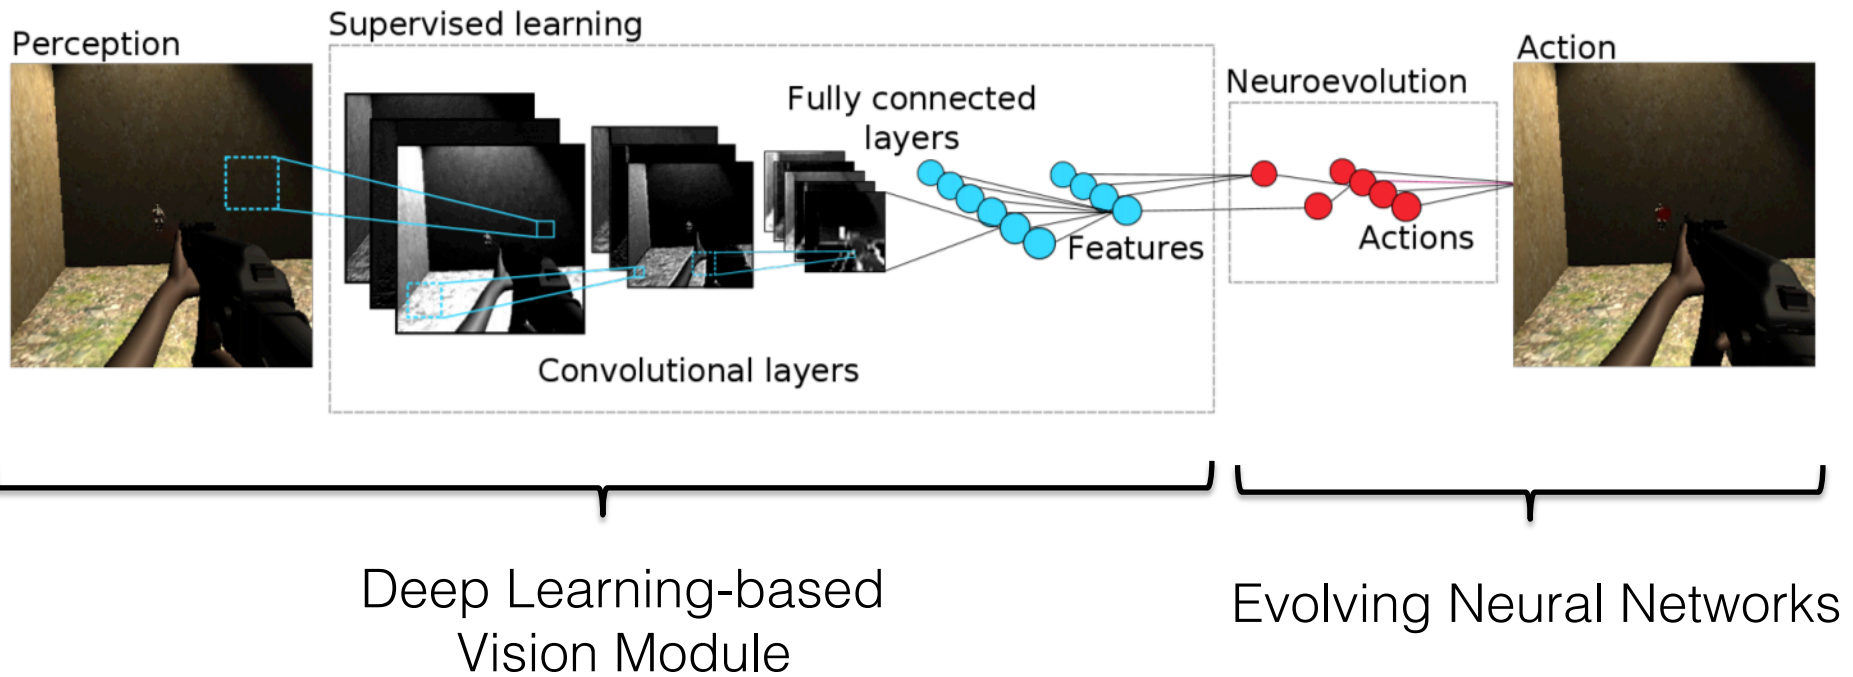 Perception
Supervised learning
Fully connected
layers
Features
Convolutional layers
Neuroevolution
Actions
Action
Deep Learning-based
Vision Module
Evolving Neural Networks